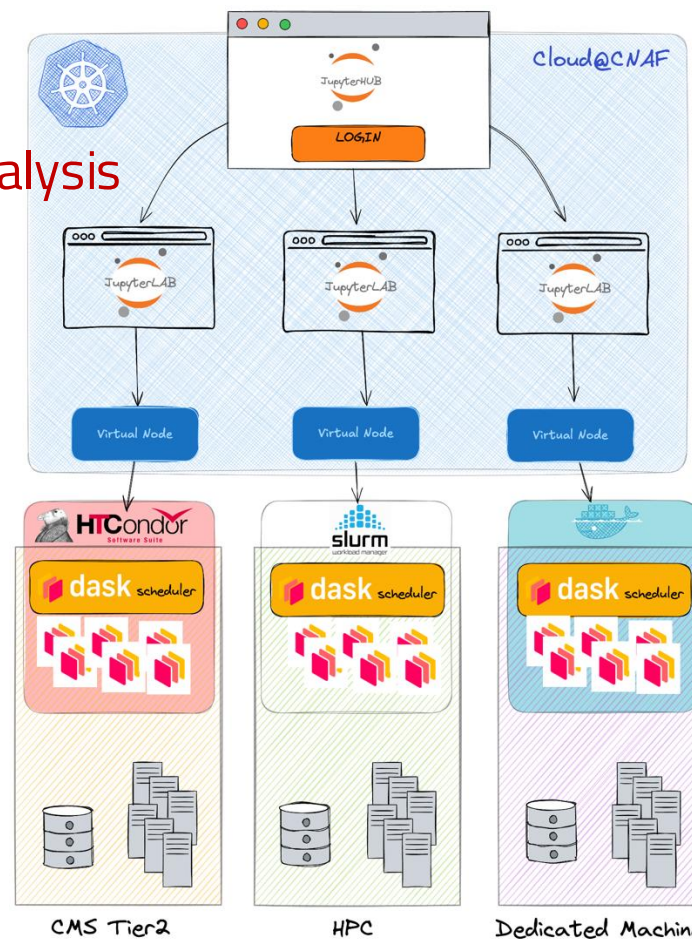 Cloud@CNAF
JupyterHUB
LOGIN
alysis
JupyterLAB
JupyterLAB
JupyterLAB
Virtual Node
Virtual Node
Virtual Node
HTCondor
Software Suite
slurm
workload manager
dask scheduler
dask scheduler
dask scheduler
CMS Tier2
HPC
Dedicated Machin